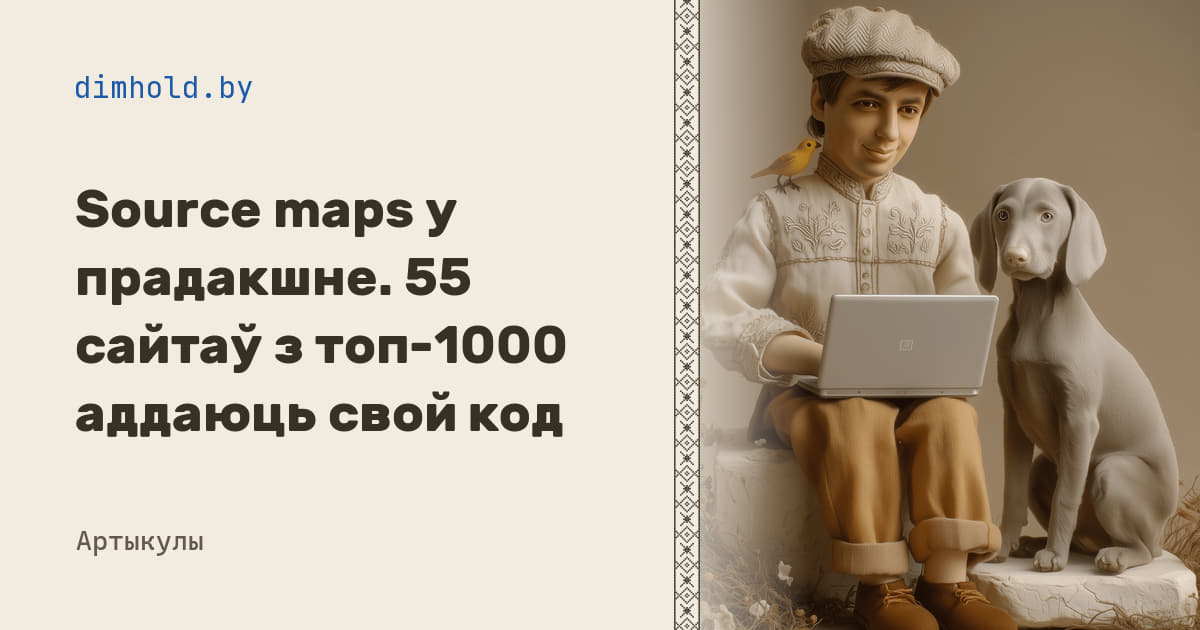 dimhold.by
Source maps у
прадакшне. 55
сайтаў з топ-1000
аддаюць свой код
Артыкулы